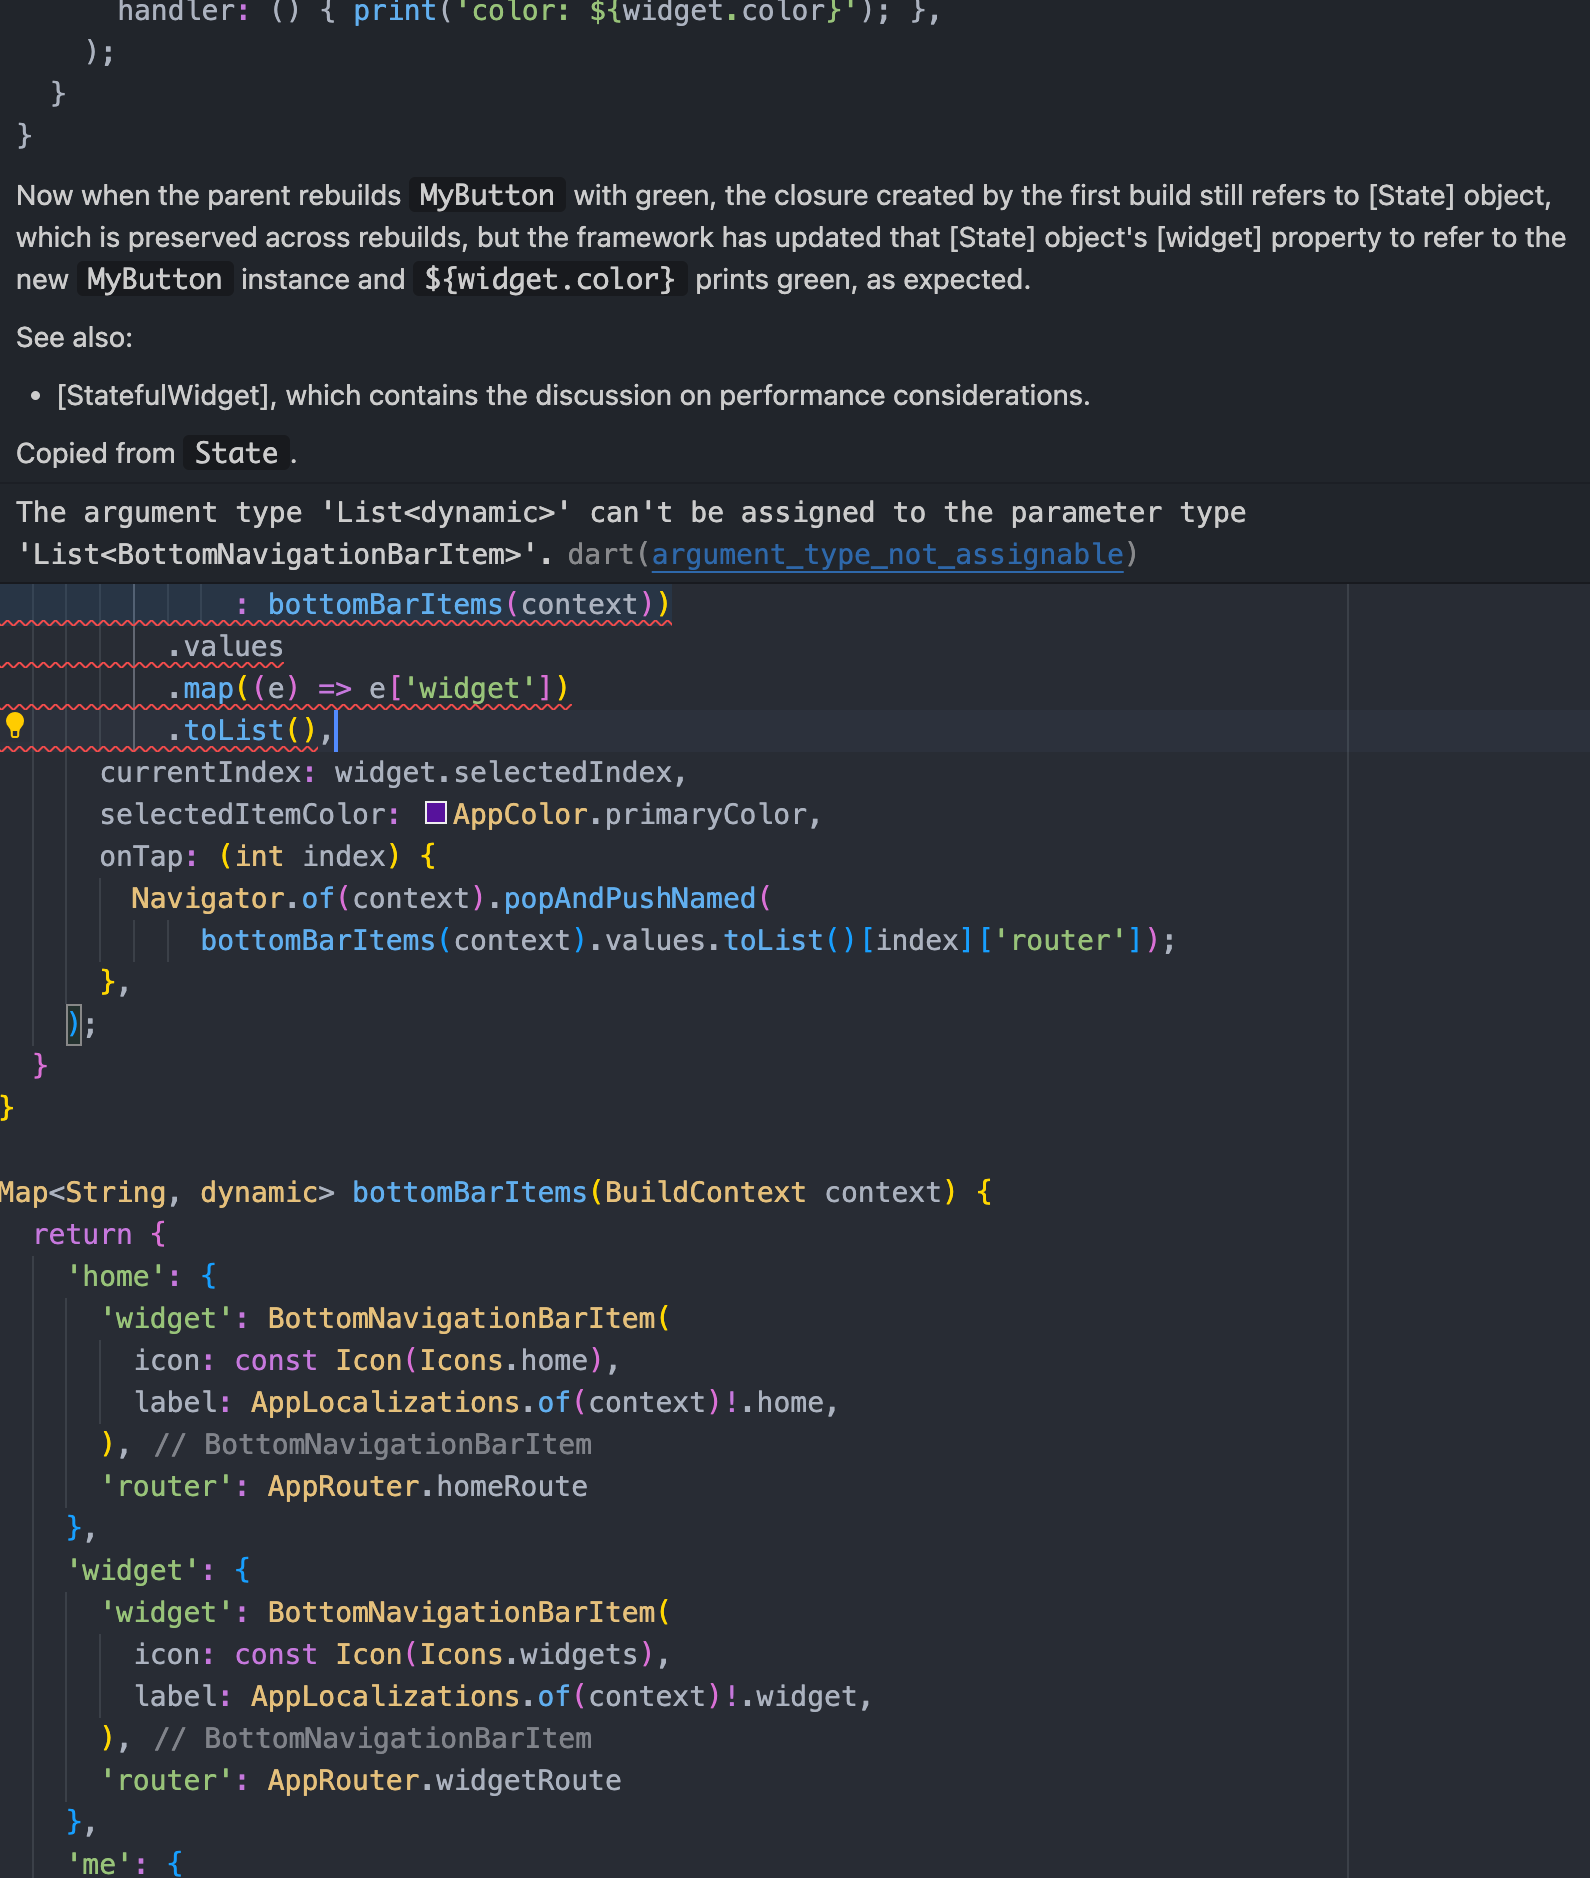 handler: () { print('color: ${widget.color}'); },
);
}
}
Now when the parent rebuilds MyButton with green, the closure created by the first build still refers to [State] object,
which is preserved across rebuilds, but the framework has updated that [State] object's [widget] property to refer to the
new MyButton instance and ${widget.color} prints green, as expected.
See also:
• [StatefulWidget], which contains the discussion on performance considerations.
Copied from State.
The argument type 'List<dynamic>' can't be assigned to the parameter type
'List<BottomNavigationBarItem>'. dart(argument_type_not_assignable)
: bottomBarItems(context))
.values
.map((e) => e['widget'])
.toList(),
currentIndex: widget.selectedIndex,
selectedItemColor: AppColor.primaryColor,
onTap: (int index) {
Navigator.of(context).popAndPushNamed(
bottomBarItems(context).values.toList()[index]['router']);
},
);
}
}
Map<String, dynamic> bottomBarItems(BuildContext context) {
return {
'home': {
'widget': BottomNavigationBarItem(
icon: const Icon(Icons.home),
label: AppLocalizations.of(context)!.home,
), // BottomNavigationBarItem
'router': AppRouter.homeRoute
},
'widget': {
'widget': BottomNavigationBarItem(
icon: const Icon(Icons.widgets),
label: AppLocalizations.of(context)!.widget,
), // BottomNavigationBarItem
'router': AppRouter.widgetRoute
},
'me': {